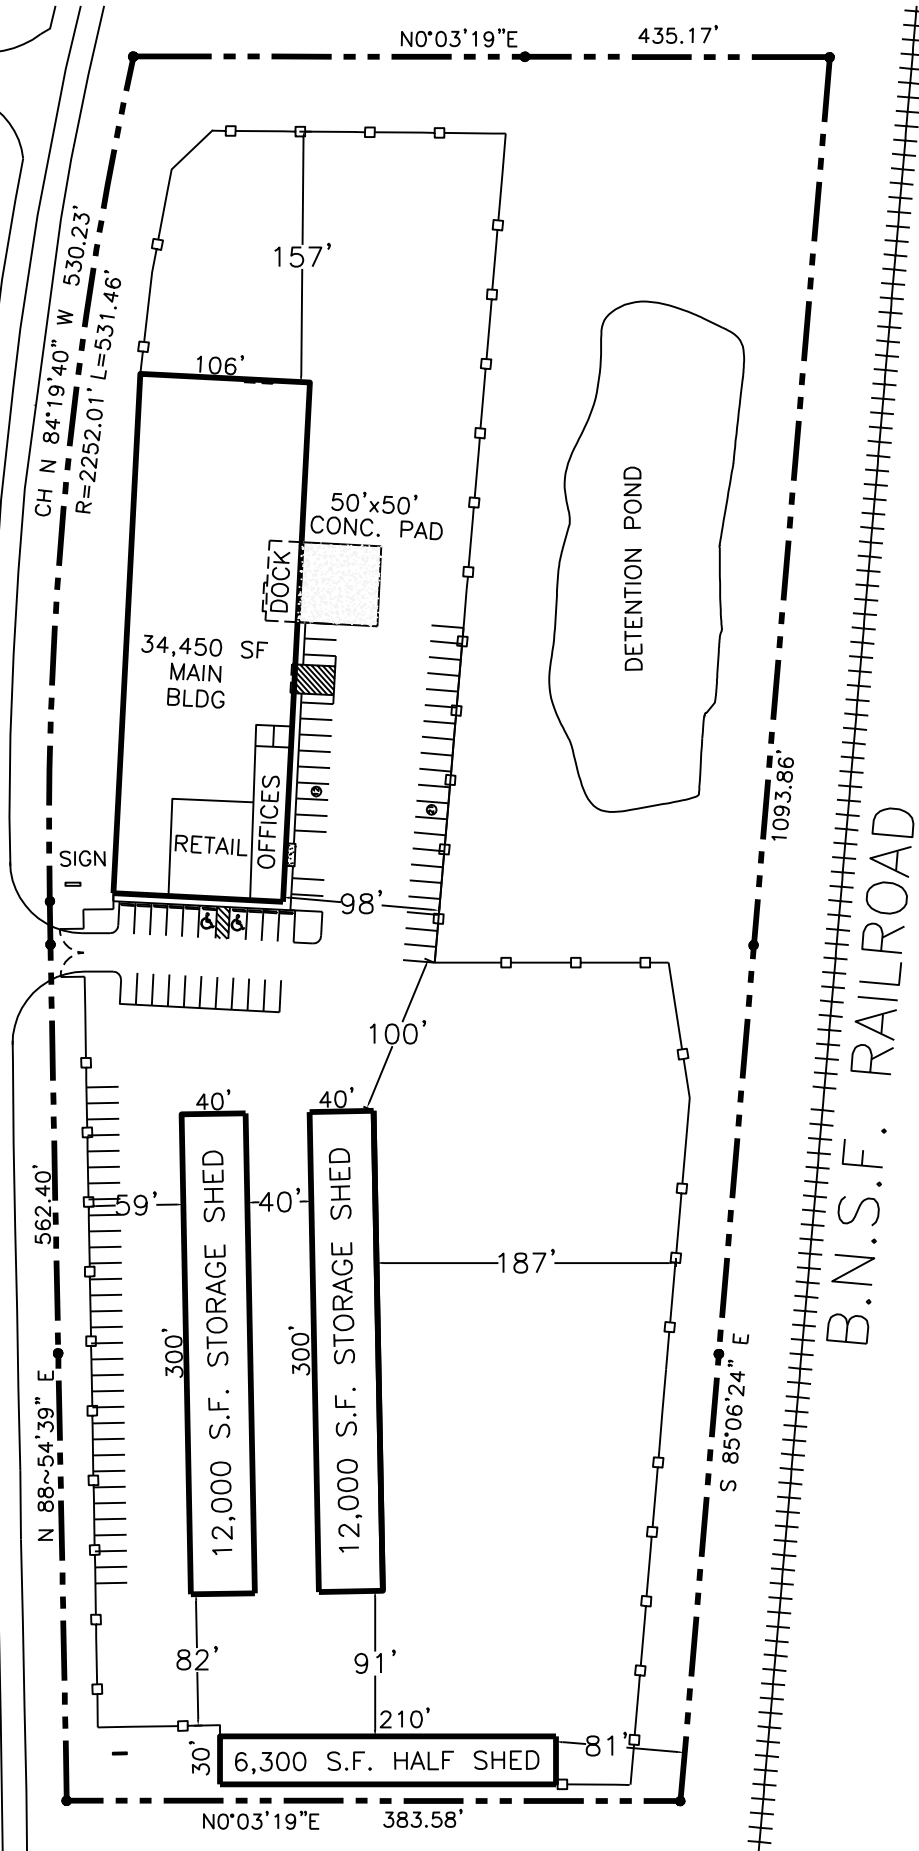 N0°03'19"E 435.17'
157'
CH N 84°19'40" W 530.23'
R=2252.01' L=531.46'
106'
50'x50'
CONC. PAD
DOCK
DETENTION POND
34,450 SF
MAIN
BLDG
1093.86'
OFFICES
RETAIL
SIGN
98'
B.N.S.F. RAILROAD
100'
40'
40'
562.40'
59'
40'
187'
12,000 S.F. STORAGE SHED
300'
12,000 S.F. STORAGE SHED
300'
N 88~54'39" E
S 85°06'24" E
82'
91'
210'
81'
30'
6,300 S.F. HALF SHED
N0°03'19"E 383.58'